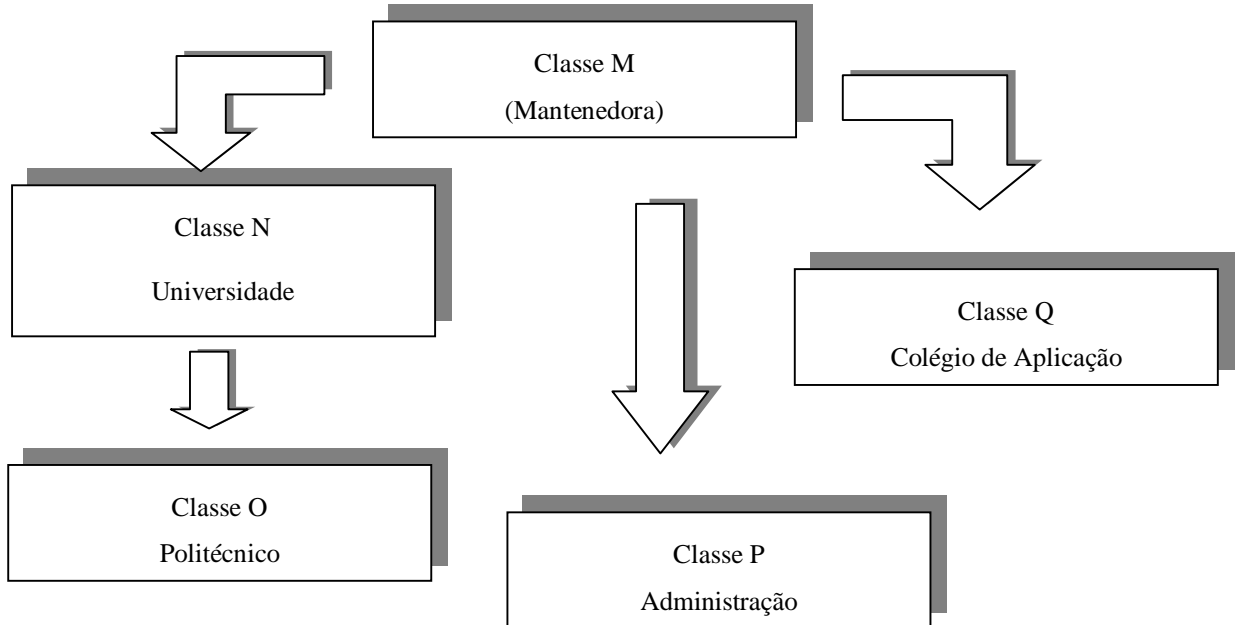 Classe M
(Mantenedora)
Classe N
Universidade
Classe Q
Colégio de Aplicação
Classe O
Politécnico
Classe P
Administração